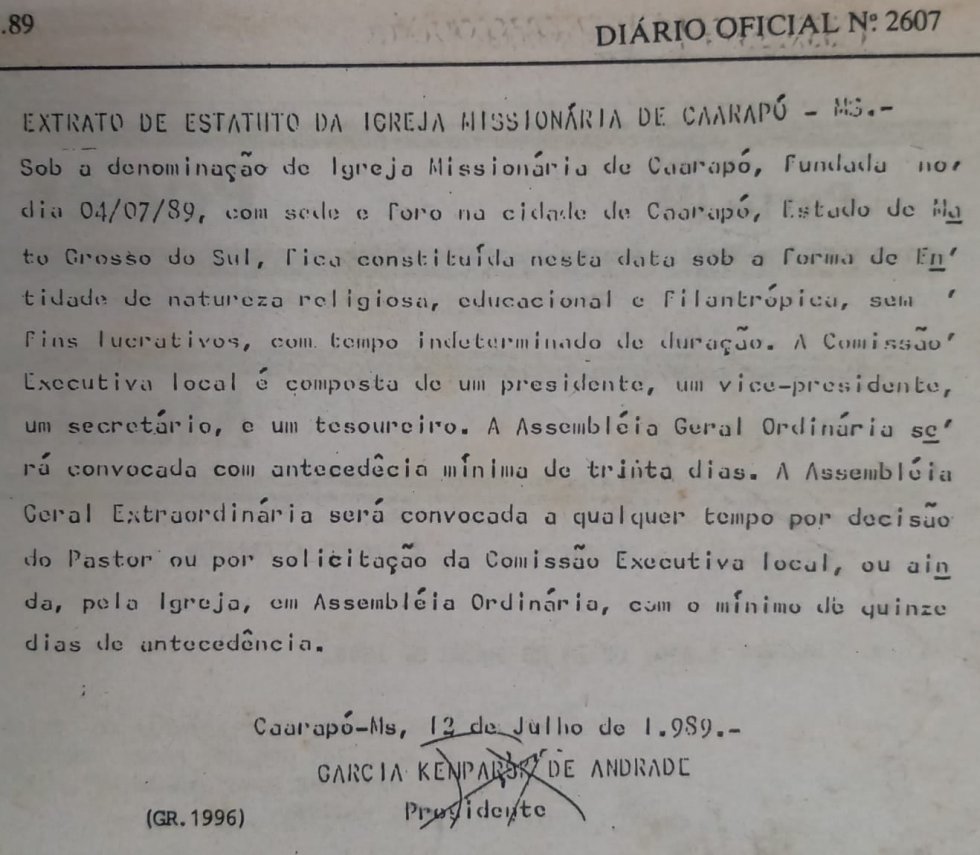 .89
DIÁRIO OFICIAL Nº 2607
EXTRATO DE ESTATUTO DA IGREJA MISSIONÁRIA DE CAARAPÓ - MS.-
Sob a denominação de Igreja Missionária de Caarapó, fundada no'
dia 04/07/89, com sede e foro na cidade de Caarapó, Estado de Ma
to Grosso do Sul, fica constituída nesta data sob a forma de En'
tidade de natureza religiosa, educacional e filantrópica, sem '
fins lucrativos, com tempo indeterminado de duração. A Comissão'
Executiva local é composta de um presidente, um vice-presidente,
um secretário, e um tesoureiro. A Assembléia Geral Ordinária se'
rá convocada com antecedêcia mínima de trinta dias. A Assembléia
Geral Extraordinária será convocada a qualquer tempo por decisão
do Pastor ou por solicitação da Comissão Executiva local, ou ain
da, pela Igreja, em Assembléia Ordinária, com o mínimo de quinze
dias de antecedência.
Caarapó-Ms, 12 de Julho de 1.989.-
GARCIA DE ANDRADE
Presidente
(GR. 1996)